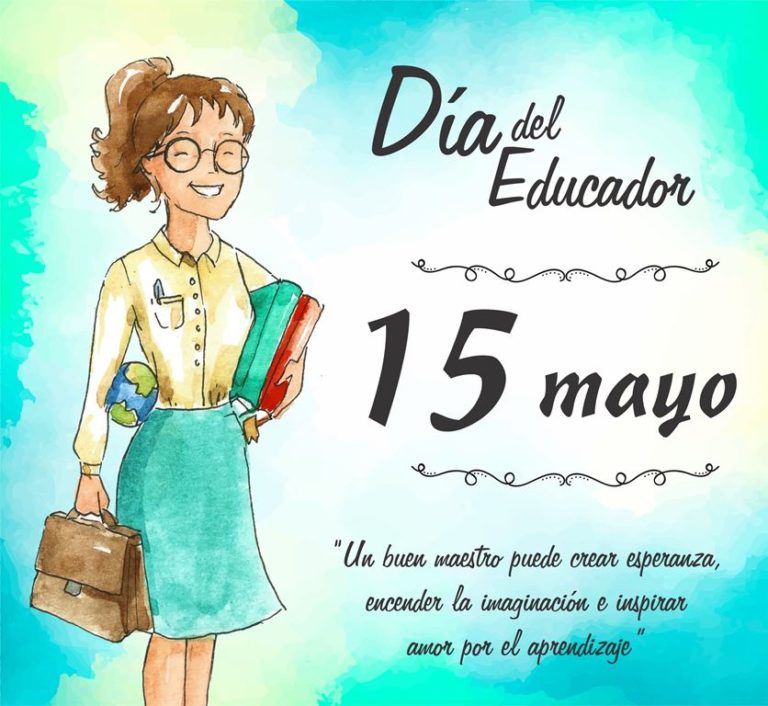 Día del
Educador
15 mayo
"Un buen maestro puede crear esperanza,
encender la imaginación e inspirar
amor por el aprendizaje"